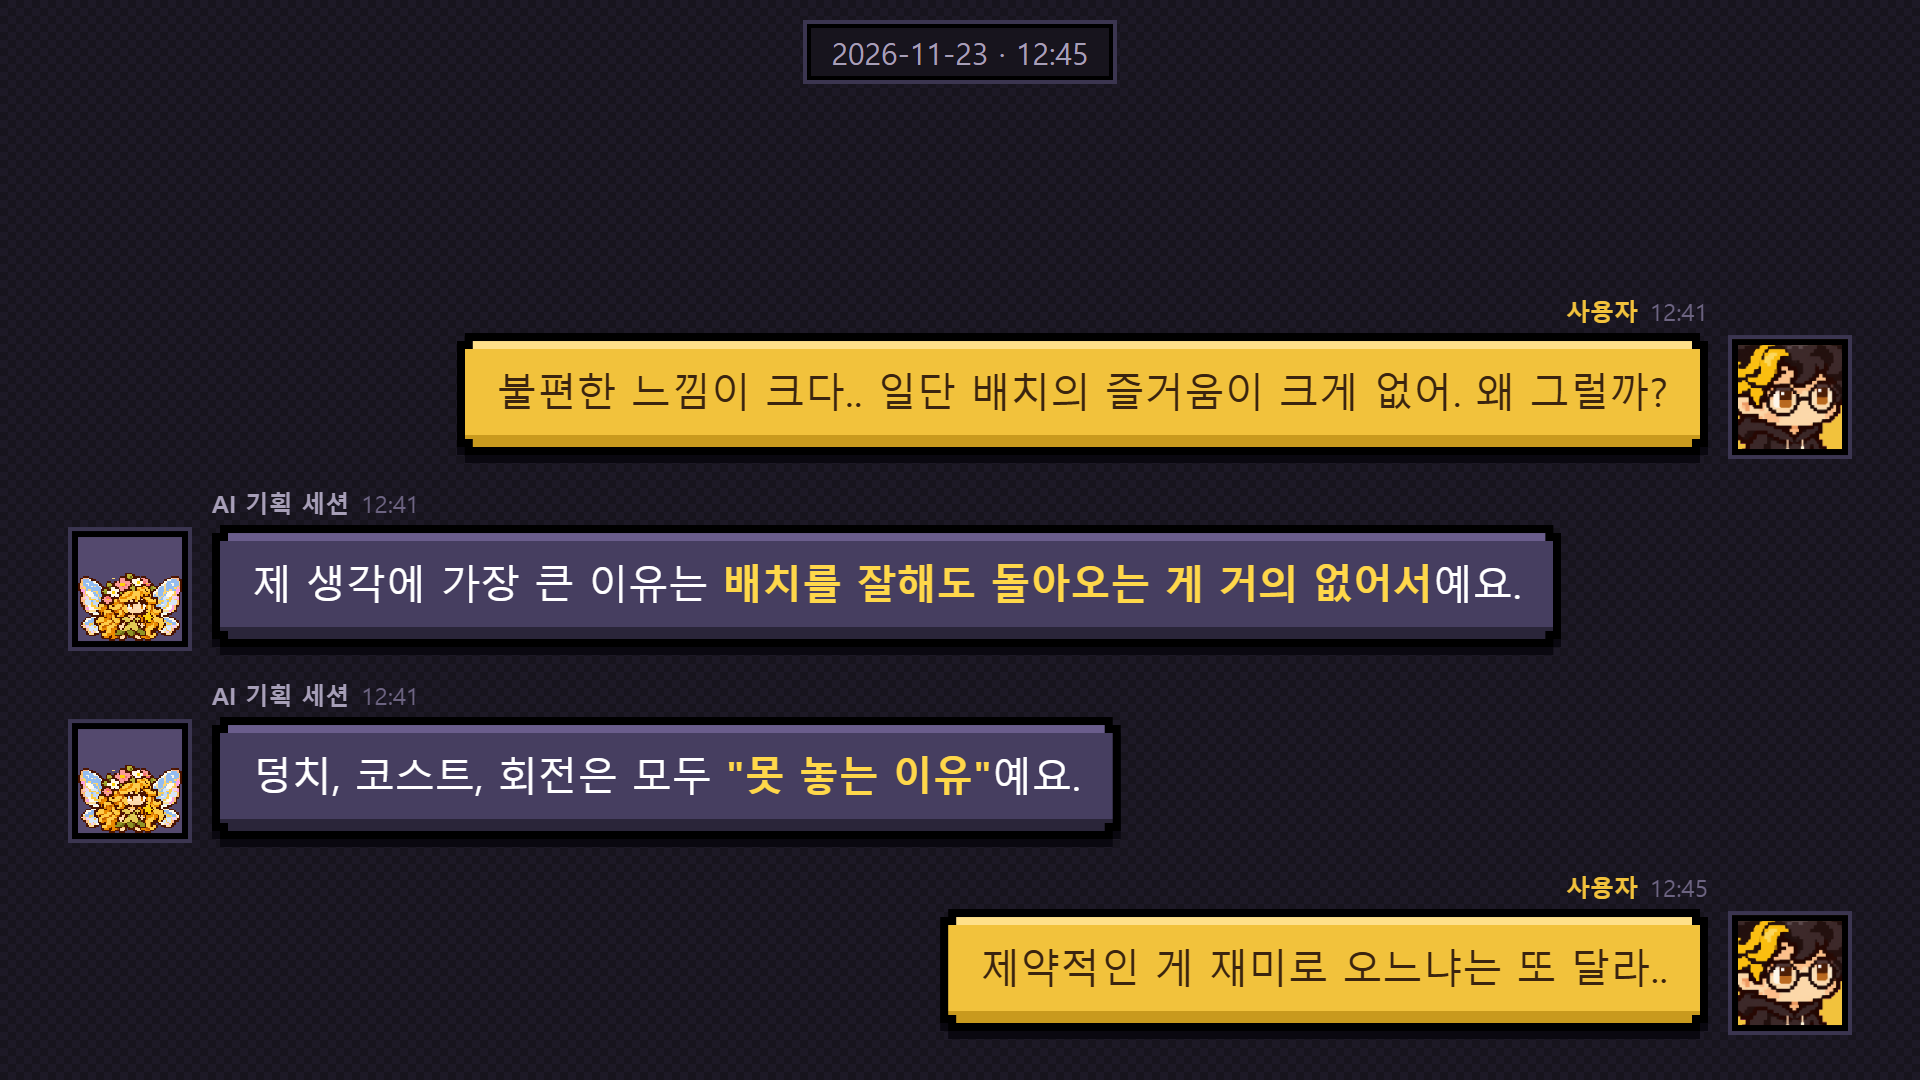 2026-11-23 · 12:45
사용자 12:41
불편한 느낌이 크다.. 일단 배치의 즐거움이 크게 없어. 왜 그럴까?
AI 기획 세션 12:41
제 생각에 가장 큰 이유는 배치를 잘해도 돌아오는 게 거의 없어서예요.
AI 기획 세션 12:41
덩치, 코스트, 회전은 모두 "못 놓는 이유"예요.
사용자 12:45
제약적인 게 재미로 오느냐는 또 달라..